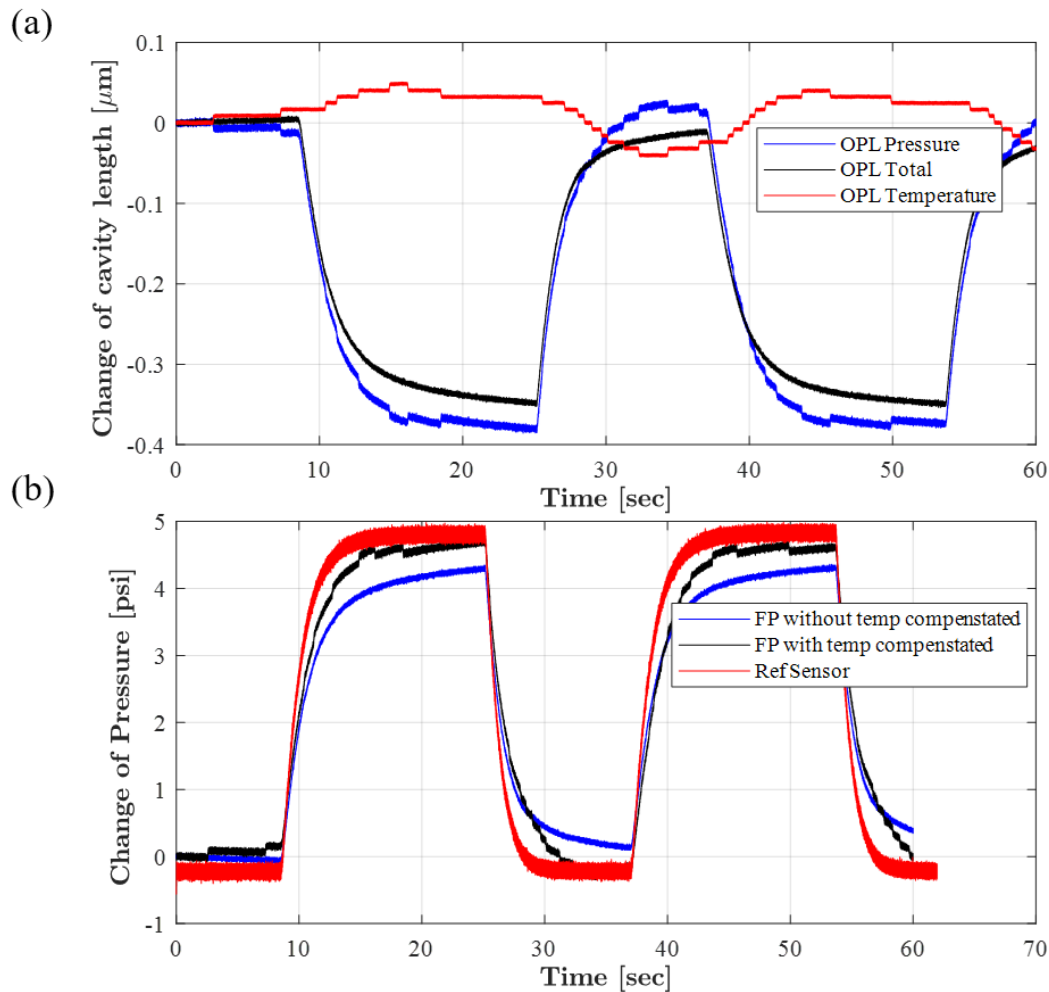 (a)
Change of cavity length [μm]
0.1
0
-0.1
-0.2
-0.3
-0.4
OPL Pressure
OPL Total
OPL Temperature
0 10 20 30 40 50 60
Time [sec]
(b)
Change of Pressure [psi]
5
4
3
2
1
0
-1
FP without temp compenstated
FP with temp compenstated
Ref Sensor
0 10 20 30 40 50 60 70
Time [sec]